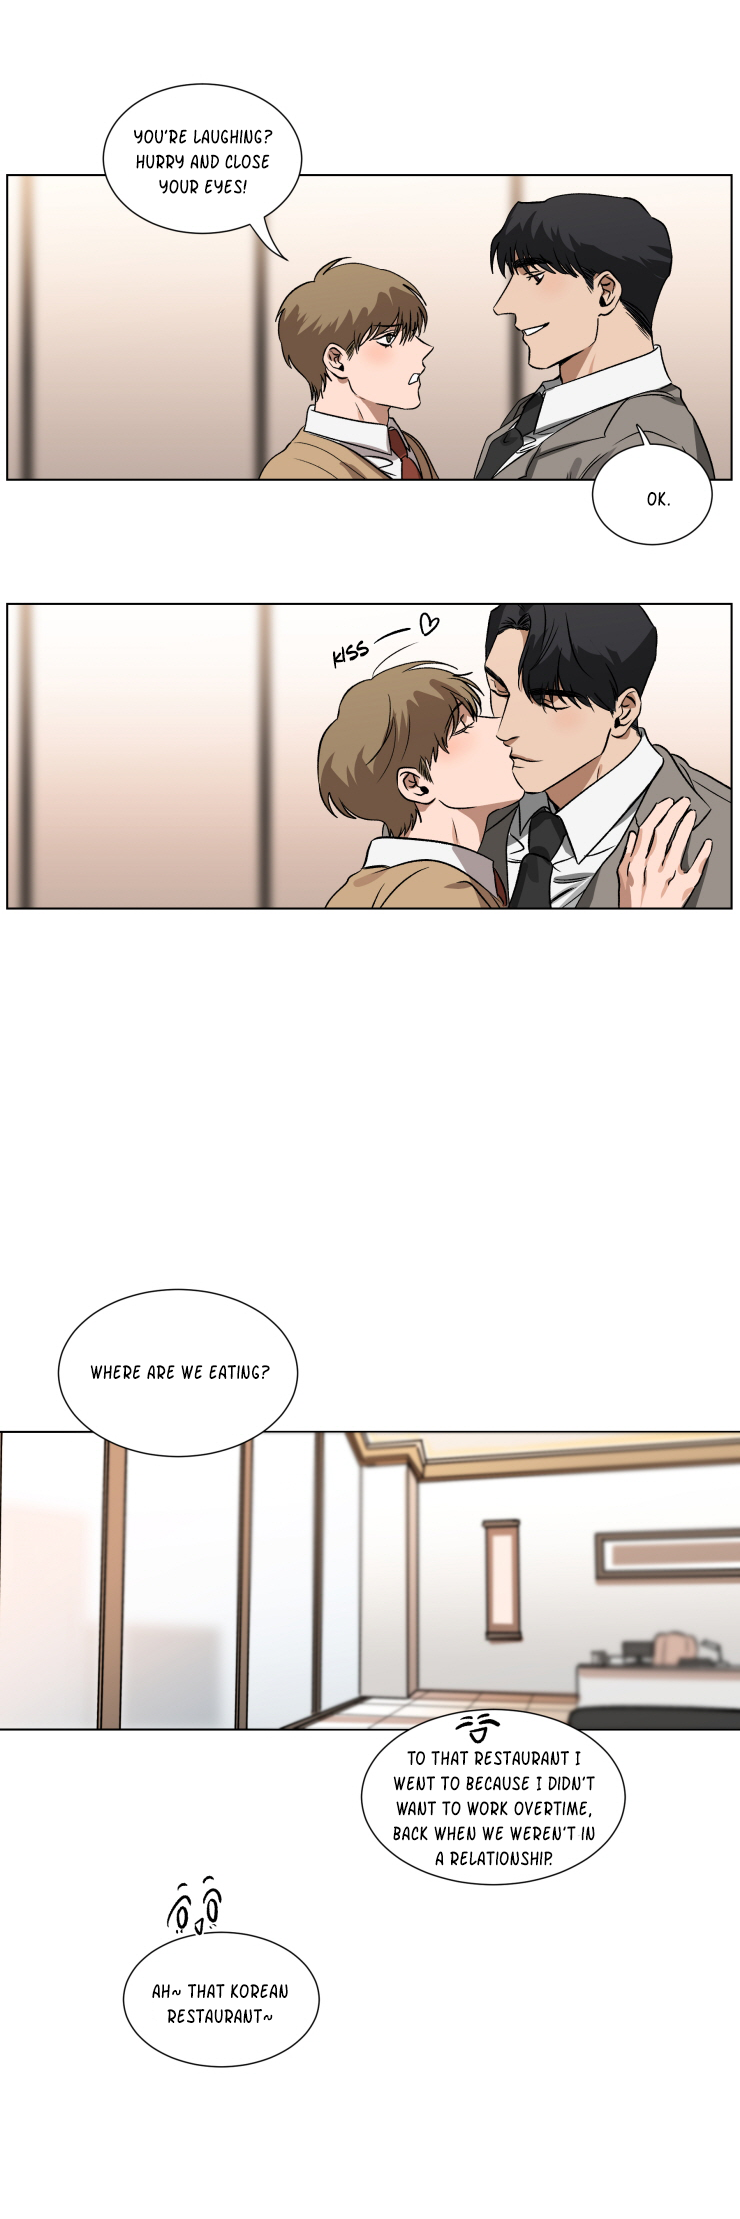 YOU'RE LAUGHING?
HURRY AND CLOSE
YOUR EYES!
OK.
KISS
WHERE ARE WE EATING?
TO THAT RESTAURANT I
WENT TO BECAUSE I DIDN'T
WANT TO WORK OVERTIME,
BACK WHEN WE WEREN'T IN
A RELATIONSHIP.
AH~ THAT KOREAN
RESTAURANT~